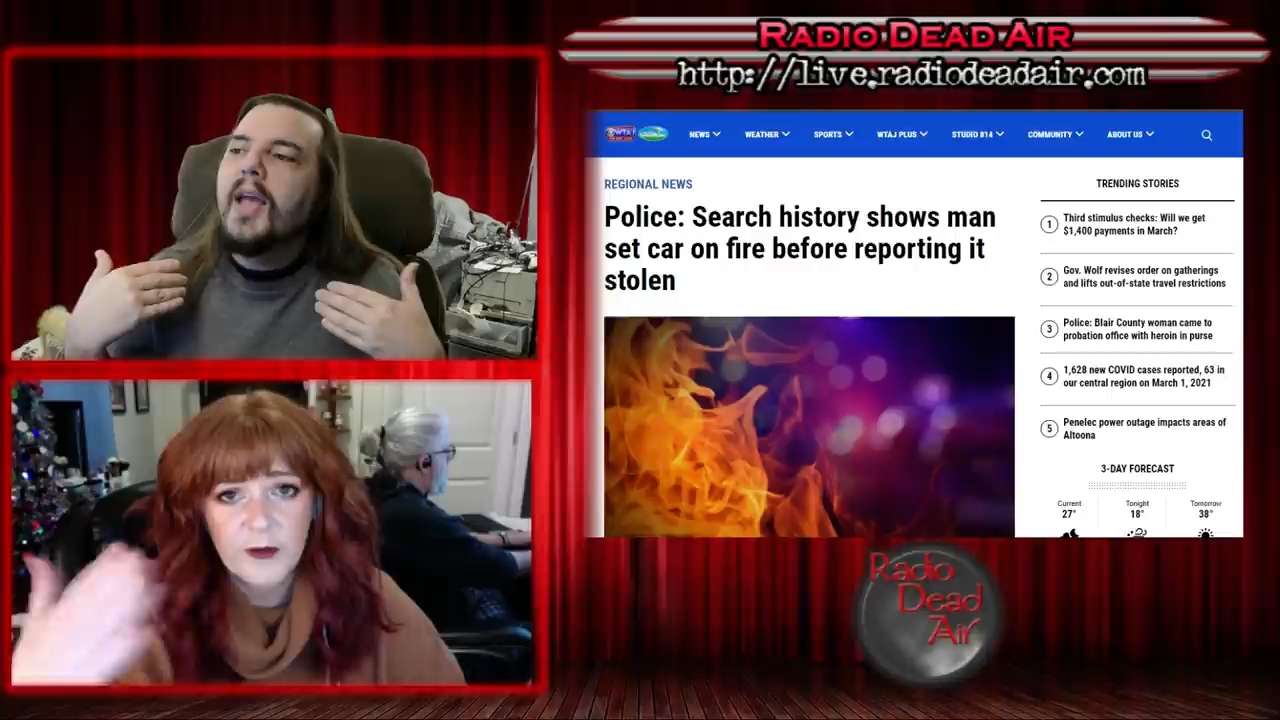 RADIO DEAD AIR
http://live.radiodeadair.com
WTAJ
NEWS
WEATHER
SPORTS
WTAJ PLUS
STUDIO 814
COMMUNITY
ABOUT US
REGIONAL NEWS
Police: Search history shows man
set car on fire before reporting it
stolen
TRENDING STORIES
1
Third stimulus checks: Will we get
$1,400 payments in March?
2
Gov. Wolf revises order on gatherings
and lifts out-of-state travel restrictions
3
Police: Blair County woman came to
probation office with heroin in purse
4
1,628 new COVID cases reported, 63 in
our central region on March 1, 2021
5
Penelec power outage impacts areas of
Altoona
3-DAY FORECAST
Current
Tonight
Tomorrow
27°
18°
38°
Radio
Dead
Air